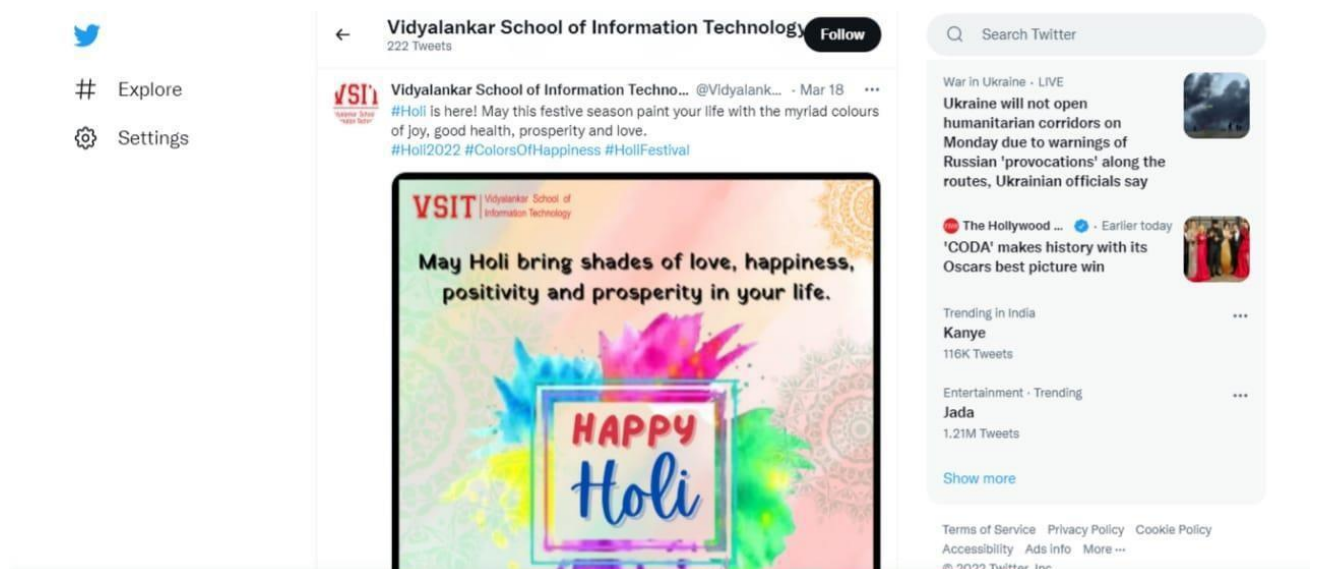 Explore
Settings
Vidyalankar School of Information Technology
222 Tweets
Follow
VSIT
Vidyalankar School of Information Techno... @Vidyalank... · Mar 18 ...
#Holi is here! May this festive season paint your life with the myriad colours
of joy, good health, prosperity and love.
#Holi2022 #ColorsOfHappiness #HoliFestival
VSIT
Vidyalankar School of
Information Technology
May Holi bring shades of love, happiness,
positivity and prosperity in your life.
HAPPY
Holi
Search Twitter
War in Ukraine · LIVE
Ukraine will not open
humanitarian corridors on
Monday due to warnings of
Russian 'provocations' along the
routes, Ukrainian officials say
The Hollywood ... · Earlier today
'CODA' makes history with its
Oscars best picture win
Trending in India
Kanye
116K Tweets
Entertainment · Trending
Jada
1.21M Tweets
Show more
Terms of Service Privacy Policy Cookie Policy
Accessibility Ads info More ...
© 2022 Twitter, Inc.